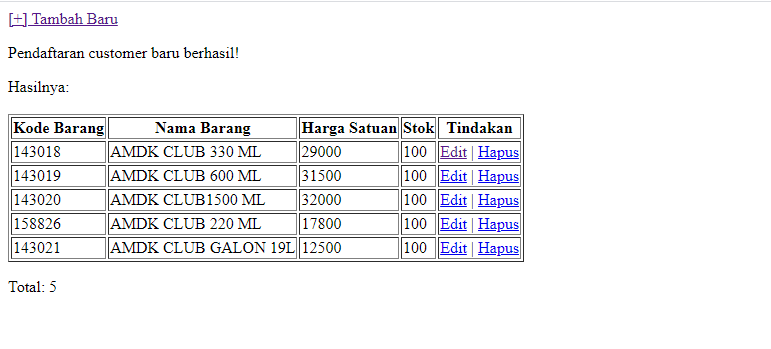 [+] Tambah Baru
Pendaftaran customer baru berhasil!
Hasilnya:
Kode Barang Nama Barang Harga Satuan Stok Tindakan
143018 AMDK CLUB 330 ML 29000 100 Edit | Hapus
143019 AMDK CLUB 600 ML 31500 100 Edit | Hapus
143020 AMDK CLUB1500 ML 32000 100 Edit | Hapus
158826 AMDK CLUB 220 ML 17800 100 Edit | Hapus
143021 AMDK CLUB GALON 19L 12500 100 Edit | Hapus
Total: 5